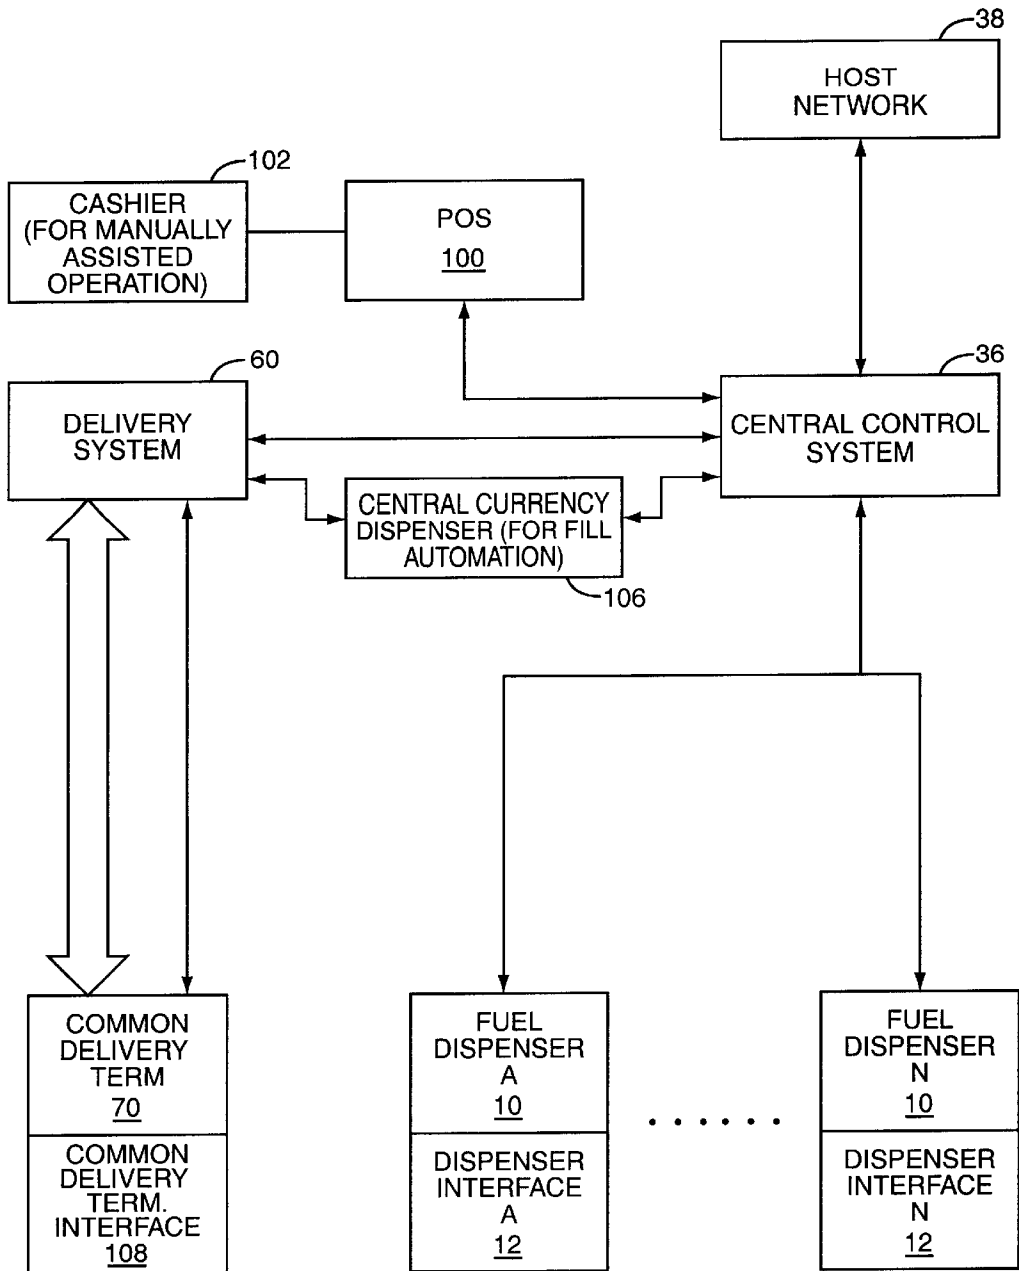 38
HOST
NETWORK
102
CASHIER
(FOR MANUALLY
ASSISTED
OPERATION)
POS
100
60
DELIVERY
SYSTEM
36
CENTRAL CONTROL
SYSTEM
CENTRAL CURRENCY
DISPENSER (FOR FILL
AUTOMATION)
106
COMMON
DELIVERY
TERM
70
COMMON
DELIVERY
TERM.
INTERFACE
108
FUEL
DISPENSER
A
10
DISPENSER
INTERFACE
A
12
FUEL
DISPENSER
N
10
DISPENSER
INTERFACE
N
12